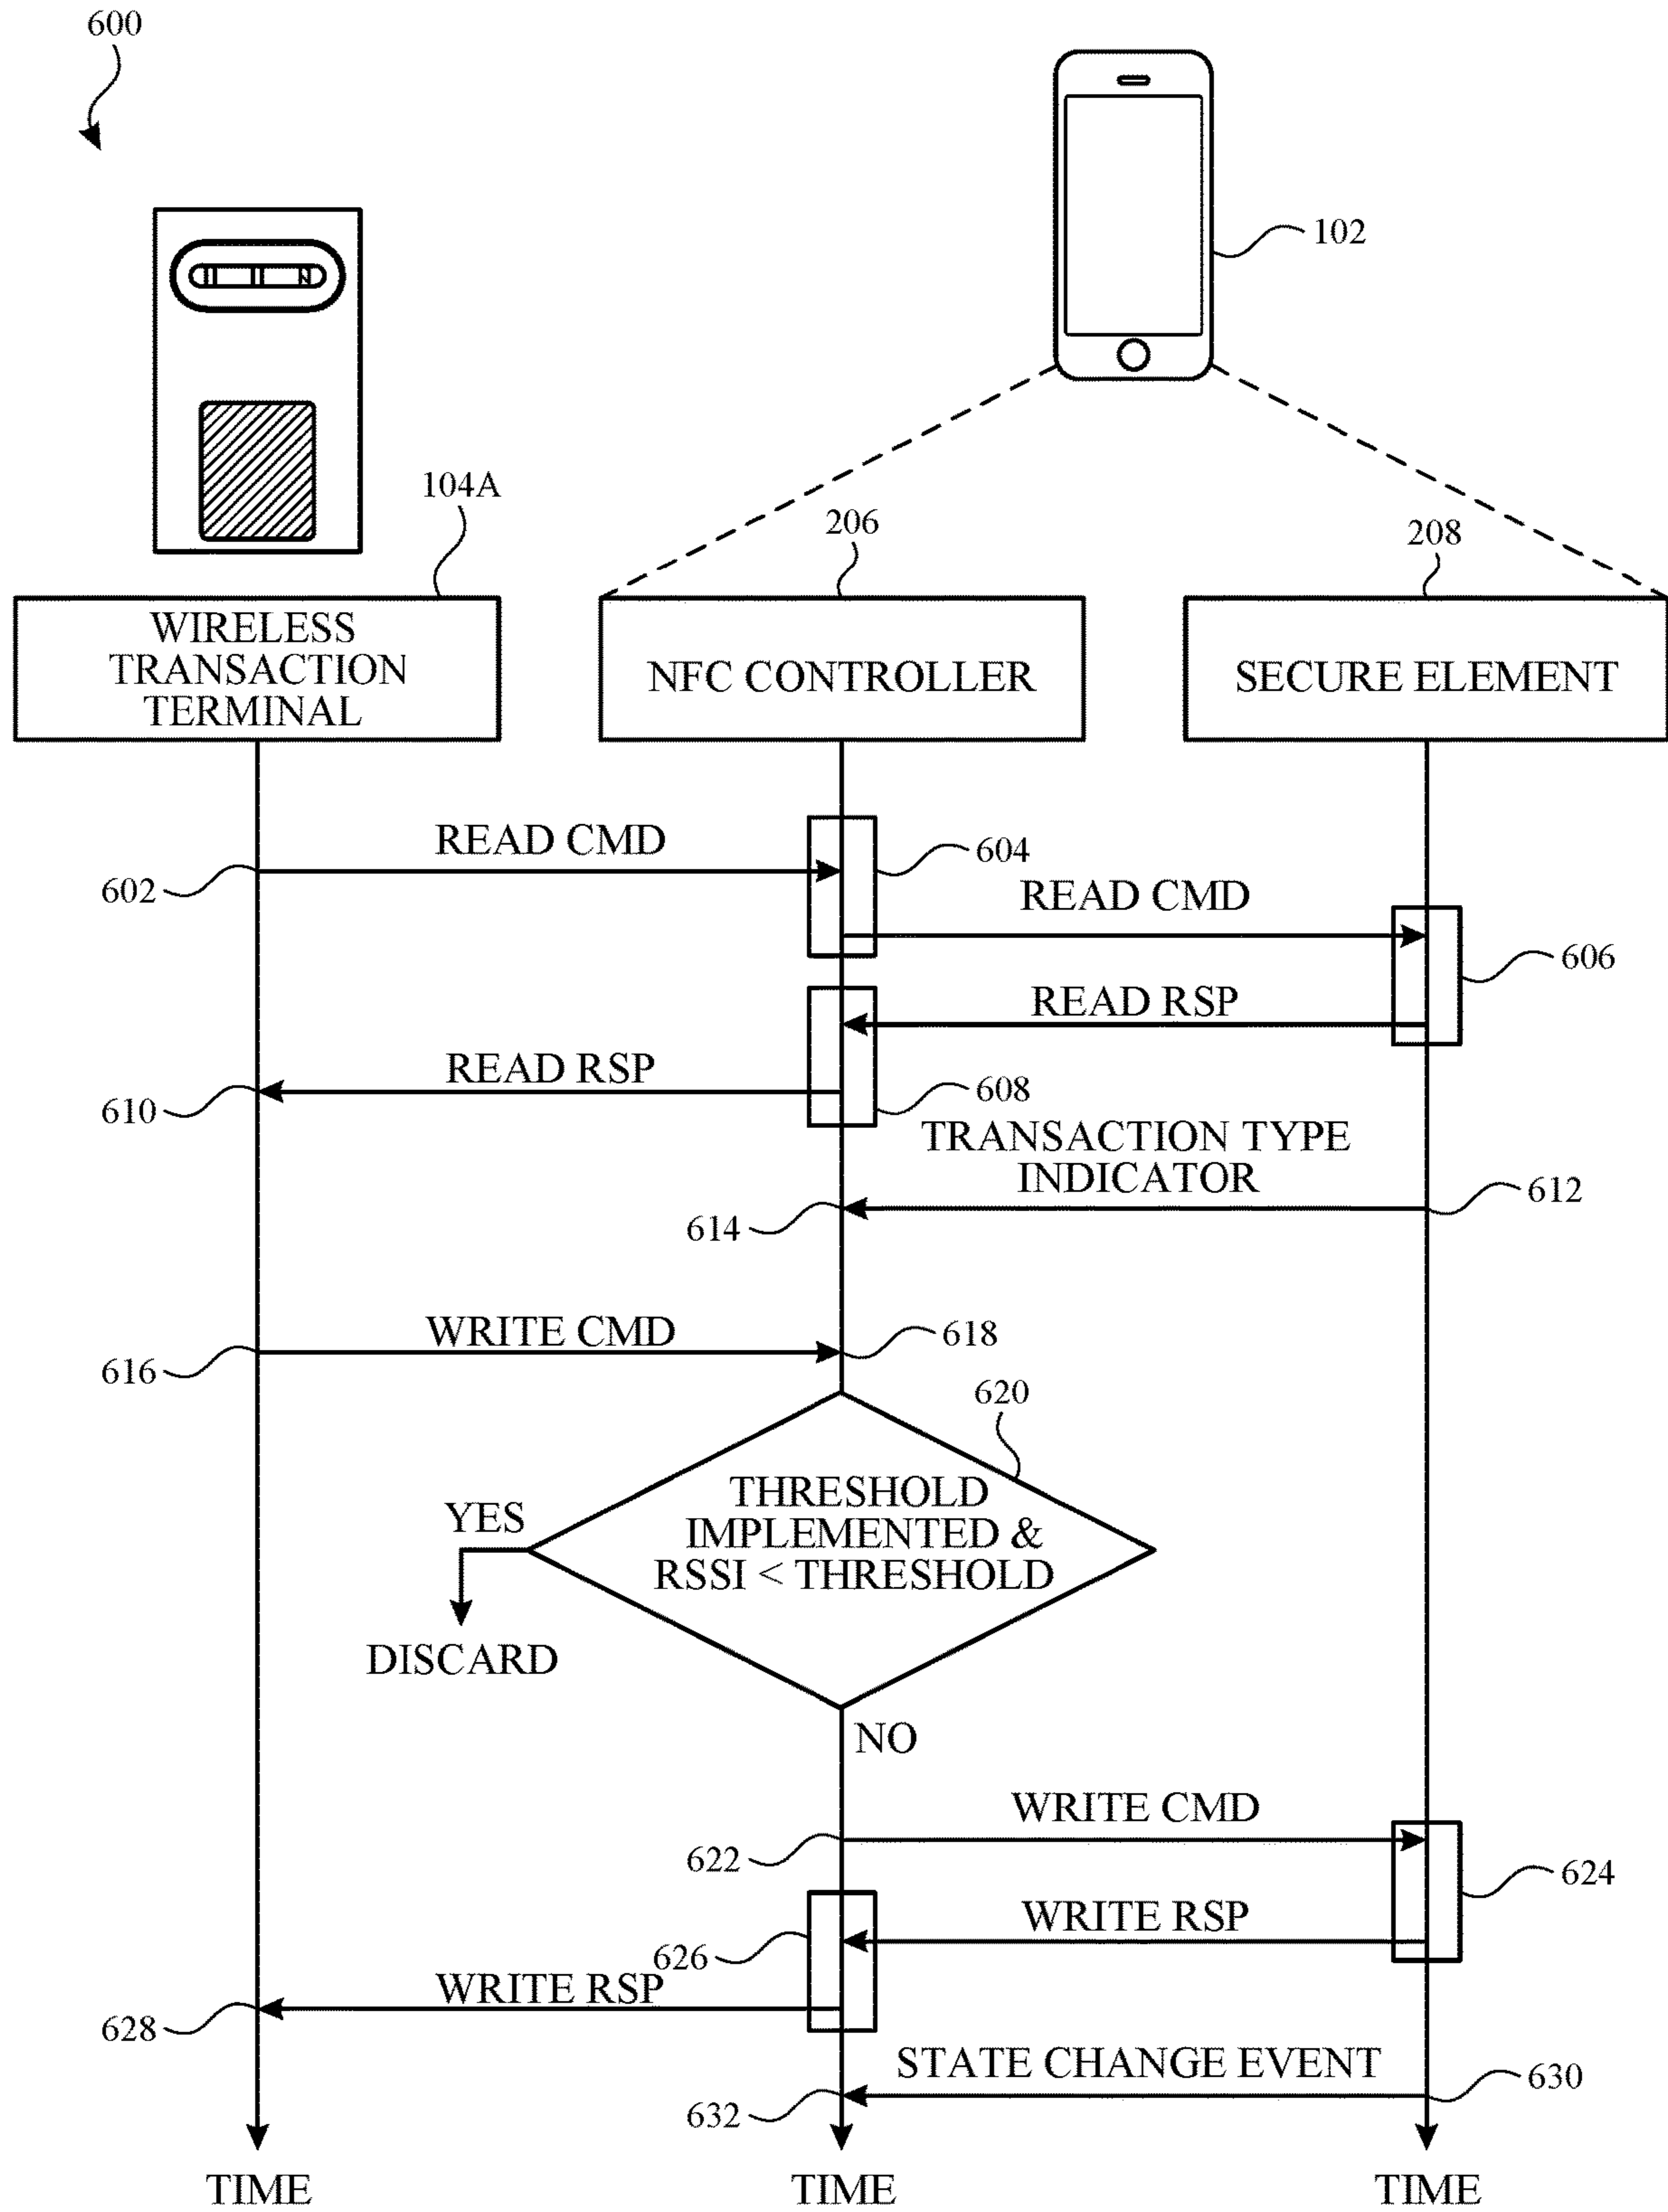 600
102
104A
206
208
WIRELESS
TRANSACTION
TERMINAL
NFC CONTROLLER
SECURE ELEMENT
READ CMD
602
604
READ CMD
606
READ RSP
READ RSP
608
610
TRANSACTION TYPE
INDICATOR
612
614
WRITE CMD
616
618
620
THRESHOLD
IMPLEMENTED &
RSSI < THRESHOLD
YES
DISCARD
NO
WRITE CMD
622
624
WRITE RSP
626
WRITE RSP
628
STATE CHANGE EVENT
630
632
TIME
TIME
TIME